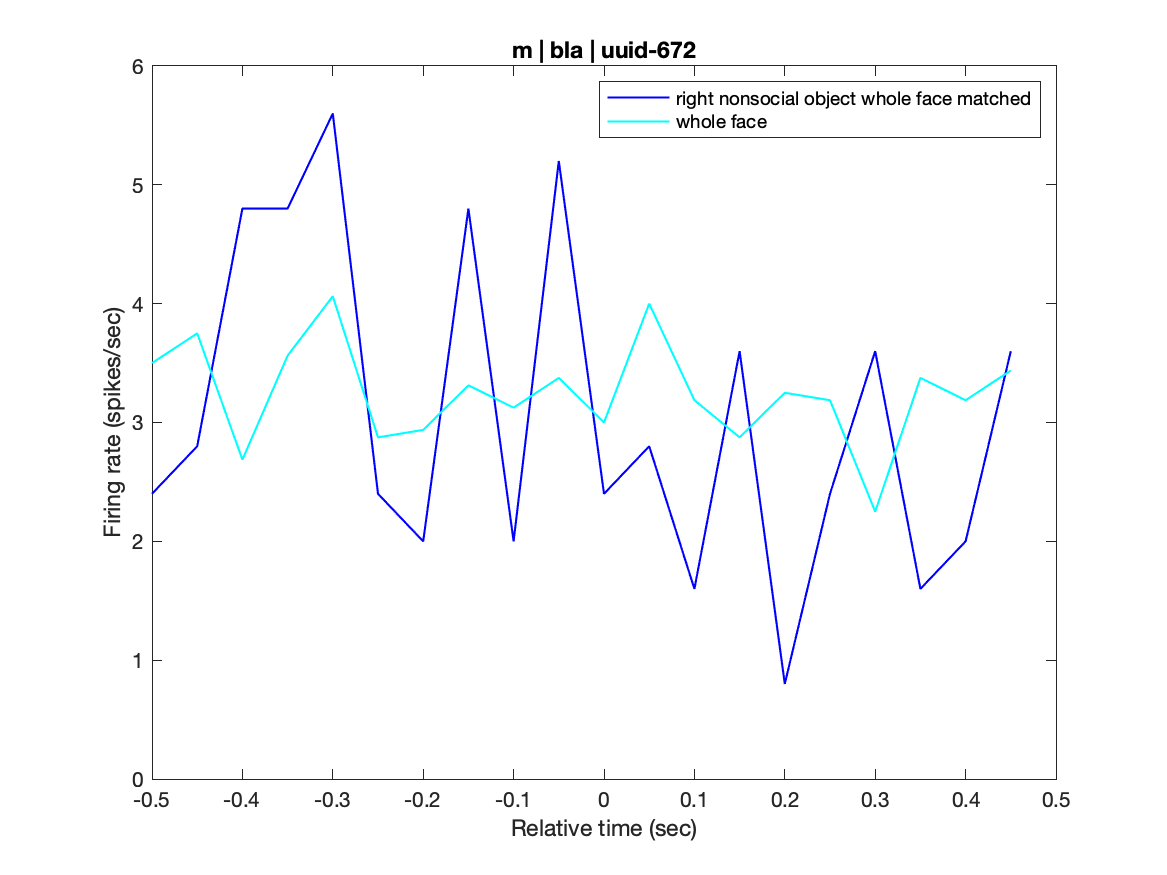 m | bla | uuid-672
right nonsocial object whole face matched
whole face
Firing rate (spikes/sec)
6
5
4
3
2
1
0
-0.5 -0.4 -0.3 -0.2 -0.1 0 0.1 0.2 0.3 0.4 0.5
Relative time (sec)